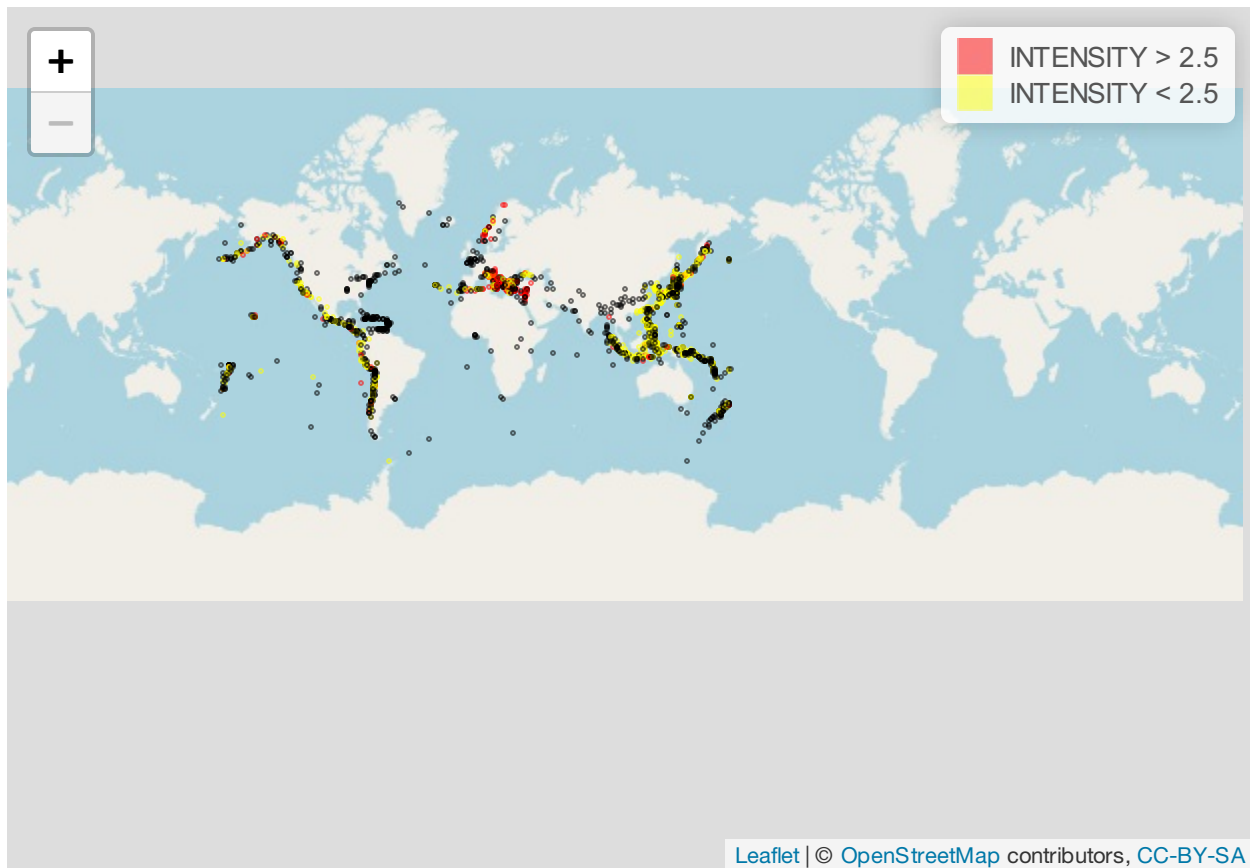 +
−
INTENSITY > 2.5
INTENSITY < 2.5
Leaflet | © OpenStreetMap contributors, CC-BY-SA